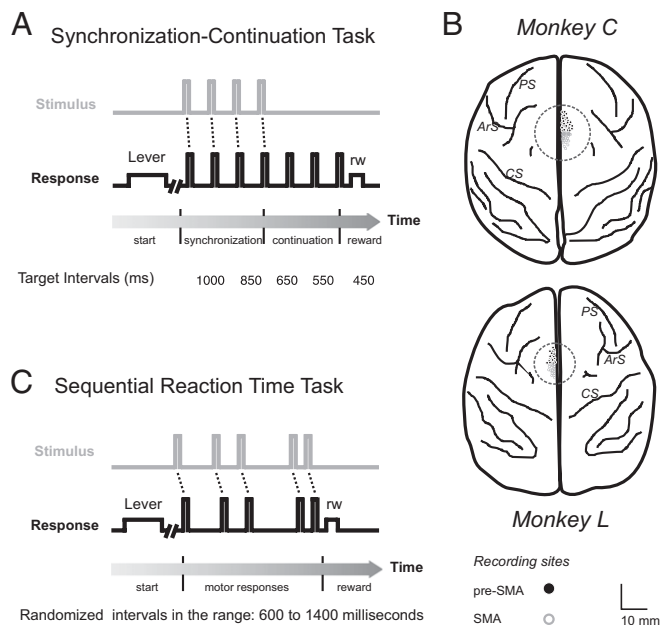 A
Synchronization-Continuation Task
Stimulus
Lever
rw
Response
Time
start
synchronization
continuation
reward
Target Intervals (ms)
1000 850 650 550 450
B
Monkey C
PS
ArS
CS
PS
ArS
CS
Monkey L
Recording sites
pre-SMA
SMA
10 mm
C
Sequential Reaction Time Task
Stimulus
Lever
rw
Response
Time
start
motor responses
reward
Randomized intervals in the range: 600 to 1400 milliseconds